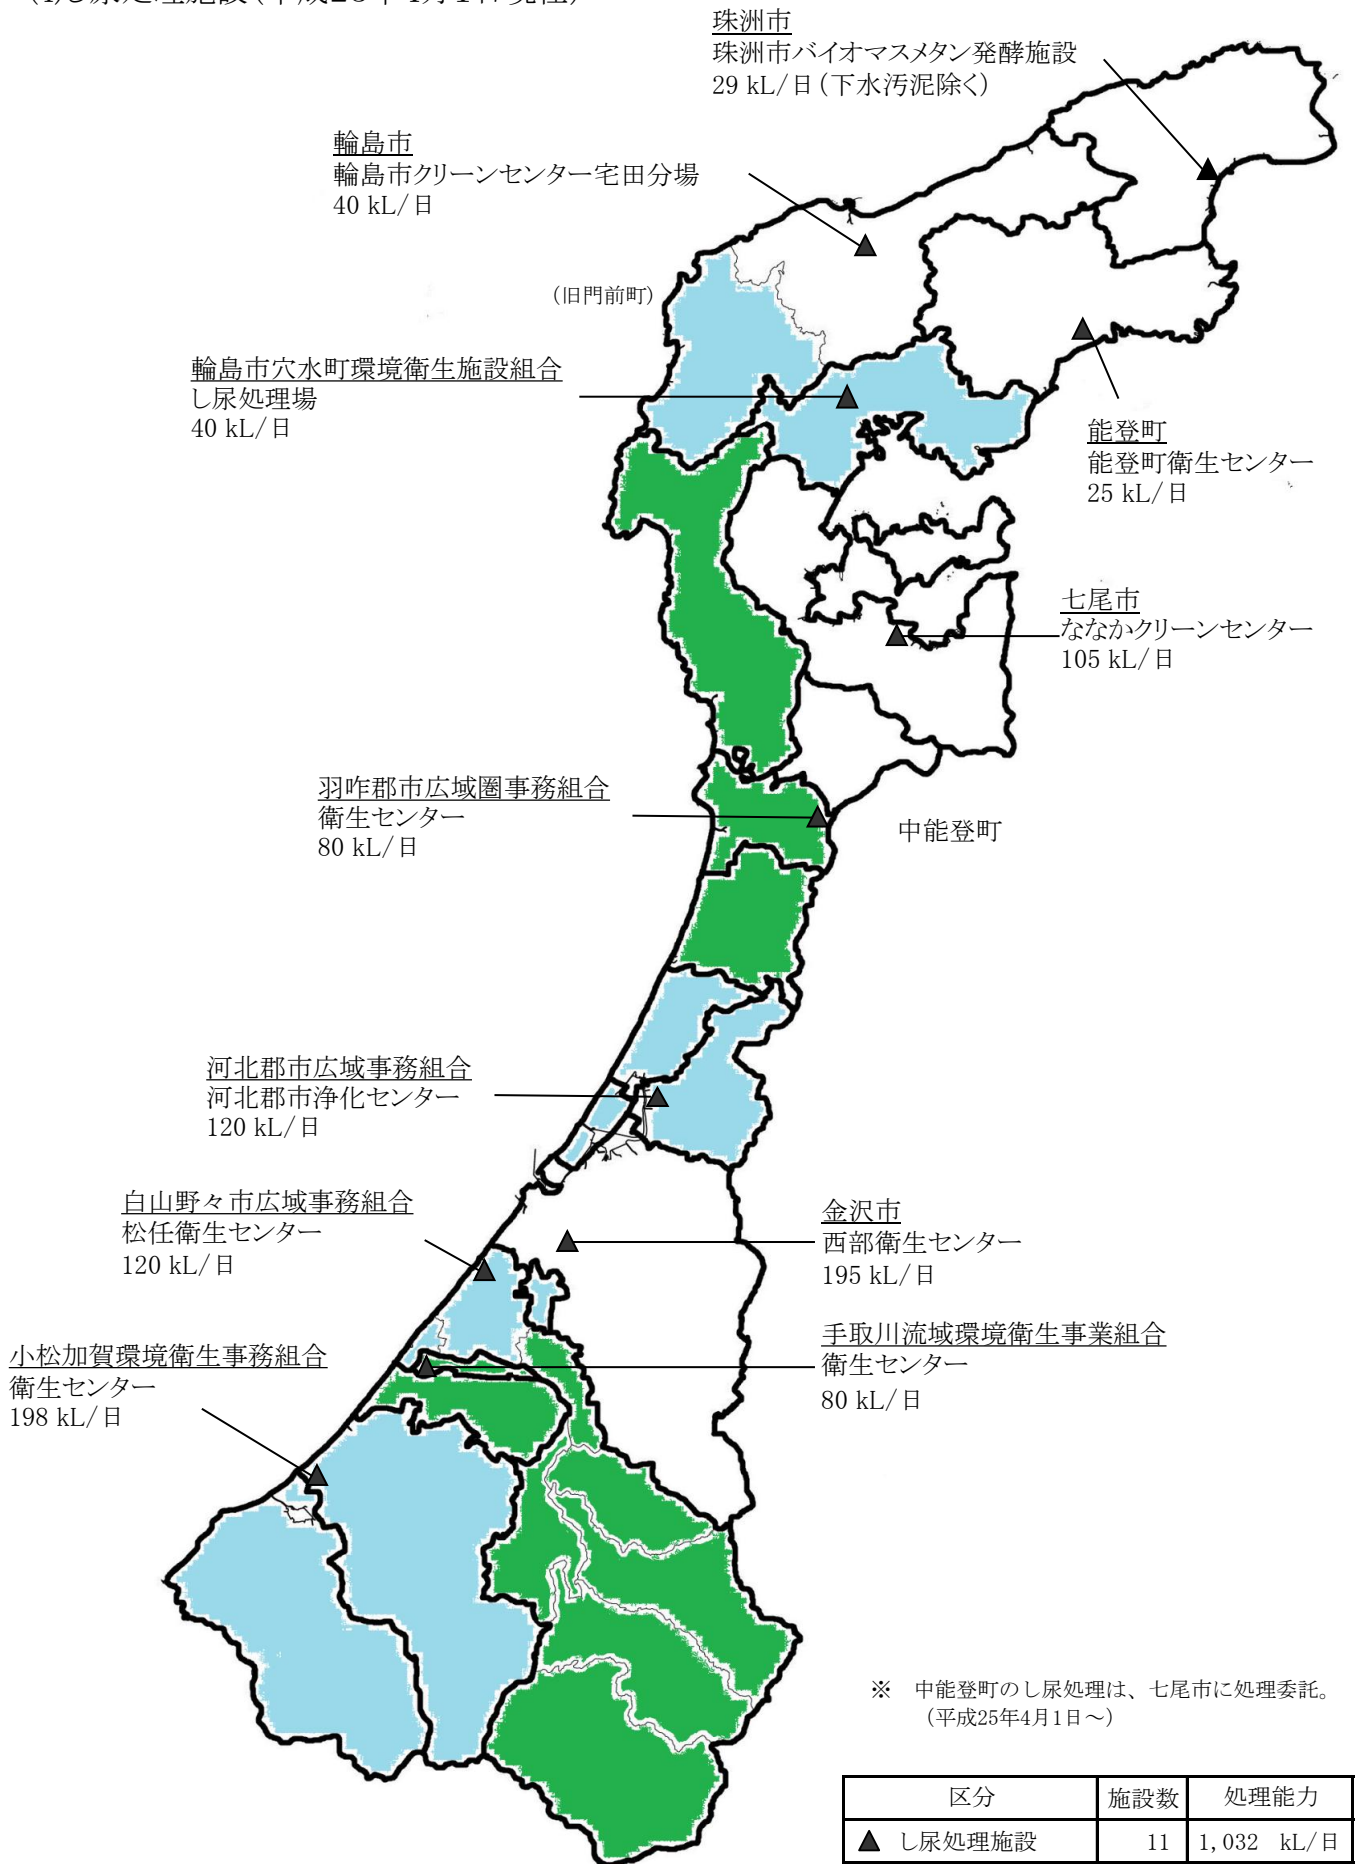 珠洲市
珠洲市バイオマスメタン発酵施設
29 kL/日（下水汚泥除く）
輪島市
輪島市クリーンセンター宅田分場
40 kL/日
（旧門前町）
輪島市穴水町環境衛生施設組合
し尿処理場
40 kL/日
能登町
能登町衛生センター
25 kL/日
七尾市
ななかクリーンセンター
105 kL/日
羽咋郡市広域圏事務組合
衛生センター
80 kL/日
中能登町
河北郡市広域事務組合
河北郡市浄化センター
120 kL/日
白山野々市広域事務組合
松任衛生センター
120 kL/日
金沢市
西部衛生センター
195 kL/日
手取川流域環境衛生事業組合
衛生センター
80 kL/日
小松加賀環境衛生事務組合
衛生センター
198 kL/日
※　中能登町のし尿処理は、七尾市に処理委託。
（平成25年4月1日～）
区分 施設数 処理能力
▲ し尿処理施設 11 1,032 kL/日